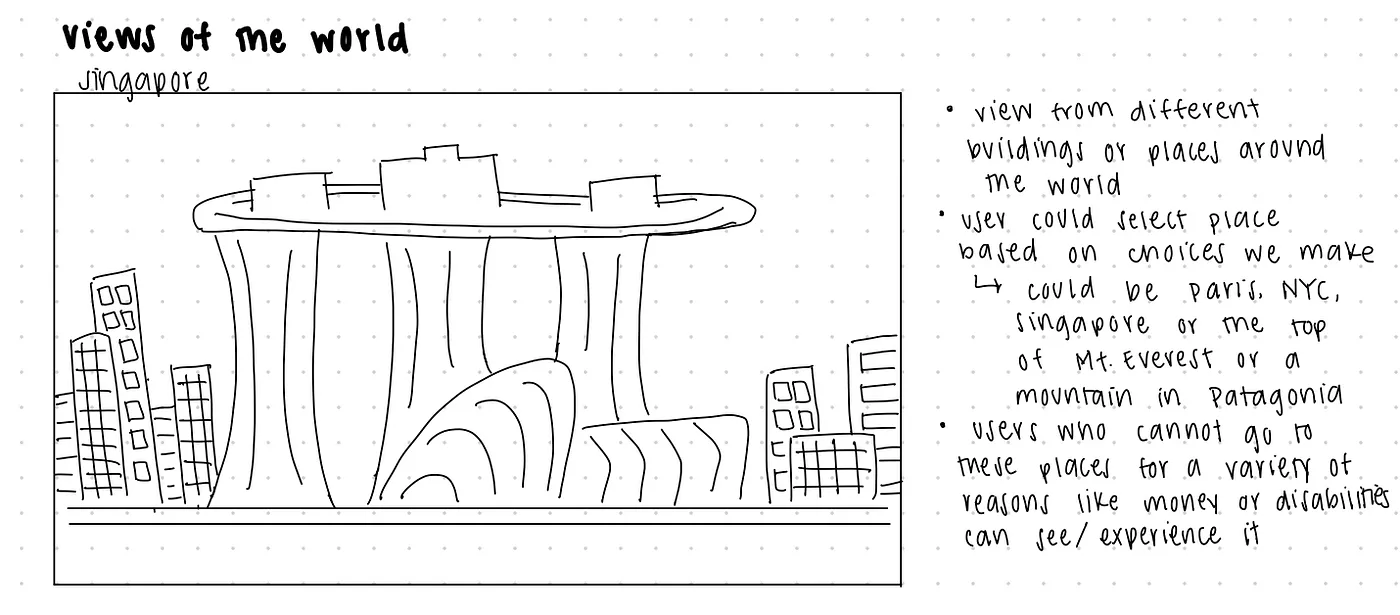 views of the world
singapore
• view from different
buildings or places around
the world
• user could select place
based on choices we make
↳ could be Paris, NYC,
singapore or the top
of Mt. Everest or a
mountain in Patagonia
• users who cannot go to
these places for a variety of
reasons like money or disabilities
can see/experience it